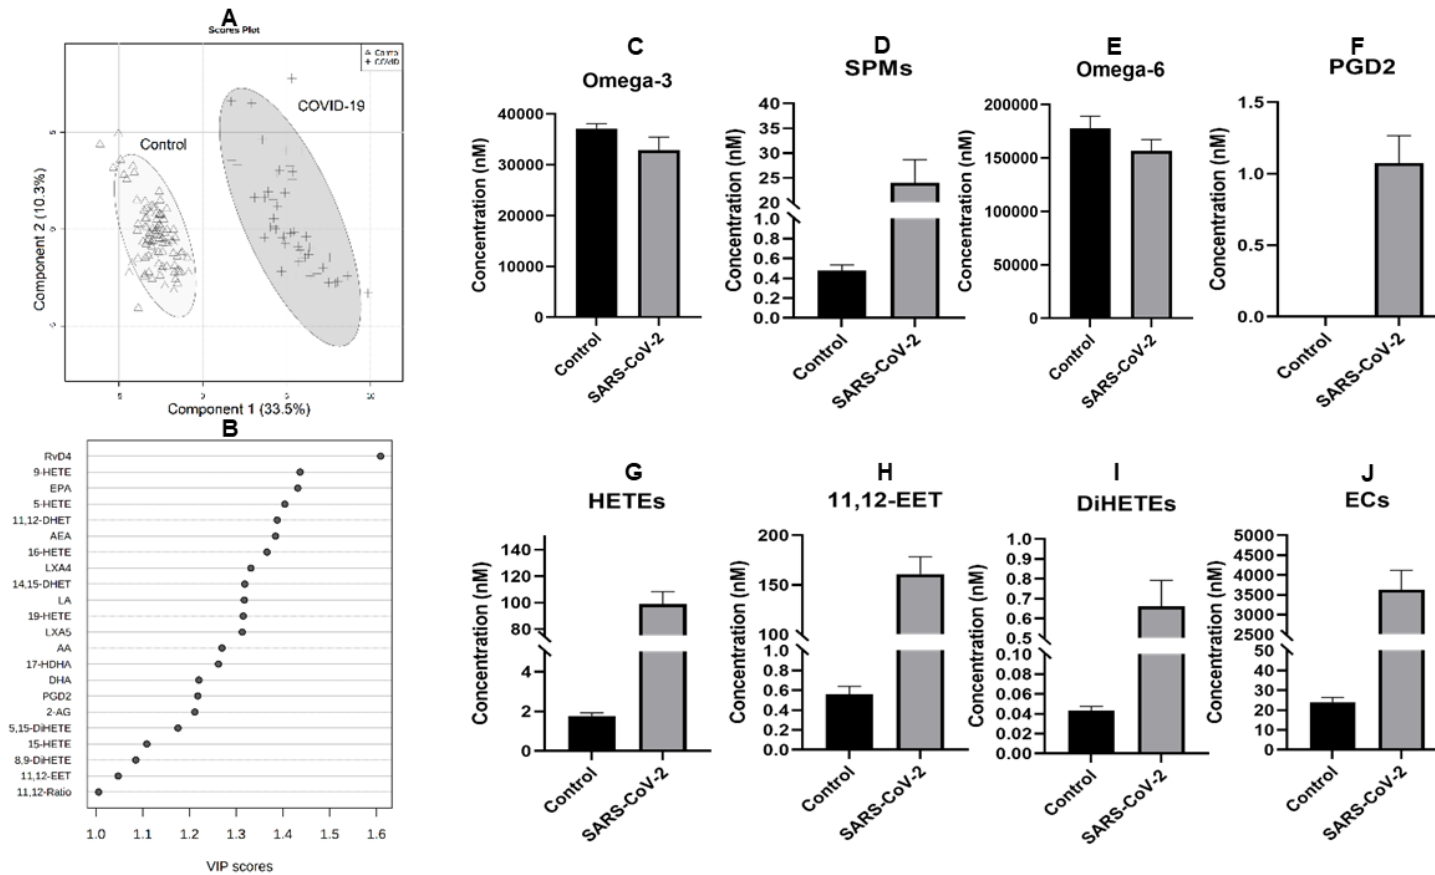 A
Scores Plot
COVID
COVID-19
Control
Component 2 (10.3%)
Component 1 (33.5%)
B
RvD4
9-HETE
EPA
5-HETE
11,12-DHET
AEA
16-HETE
LXA4
14,15-DHET
LA
19-HETE
LXA5
AA
17-HDHA
DHA
PGD2
2-AG
5,15-DiHETE
15-HETE
8,9-DiHETE
11,12-EET
11,12-Ratio
1.0 1.1 1.2 1.3 1.4 1.5 1.6
VIP scores
C
Omega-3
Concentration (nM)
40000
30000
20000
10000
0
Control
SARS-CoV-2
D
SPMs
Concentration (nM)
40
35
30
25
20
1.0
0.8
0.6
0.4
0.2
0.0
Control
SARS-CoV-2
E
Omega-6
Concentration (nM)
200000
150000
100000
50000
0
Control
SARS-CoV-2
F
PGD2
Concentration (nM)
1.5
1.0
0.5
0.0
Control
SARS-CoV-2
G
HETEs
Concentration (nM)
140
120
100
80
4
2
0
Control
SARS-CoV-2
H
11,12-EET
Concentration (nM)
200
150
100
1.0
0.8
0.6
0.4
0.2
0.0
Control
SARS-CoV-2
I
DiHETEs
Concentration (nM)
1.0
0.9
0.8
0.7
0.6
0.5
0.10
0.08
0.06
0.04
0.02
0.00
Control
SARS-CoV-2
J
ECs
Concentration (nM)
5000
4500
4000
3500
3000
2500
50
40
30
20
10
0
Control
SARS-CoV-2